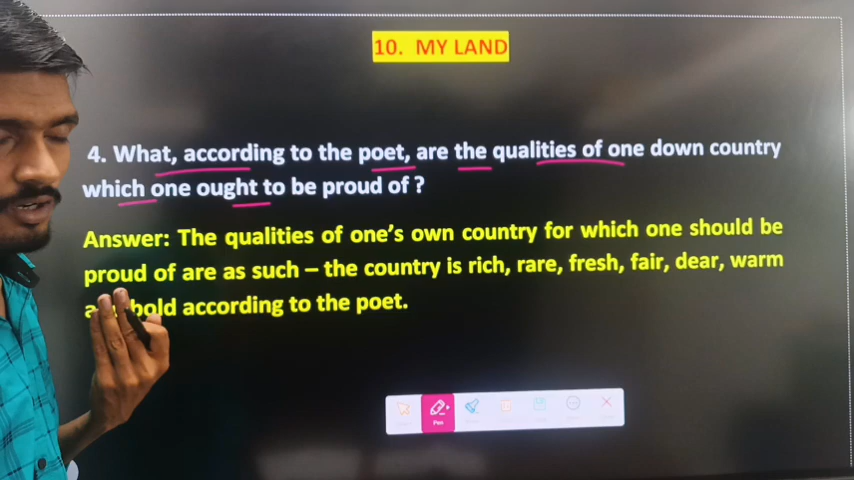 10. MY LAND
4. What, according to the poet, are the qualities of one down country
which one ought to be proud of ?
Answer: The qualities of one's own country for which one should be
proud of are as such – the country is rich, rare, fresh, fair, dear, warm
bold according to the poet.
Pen